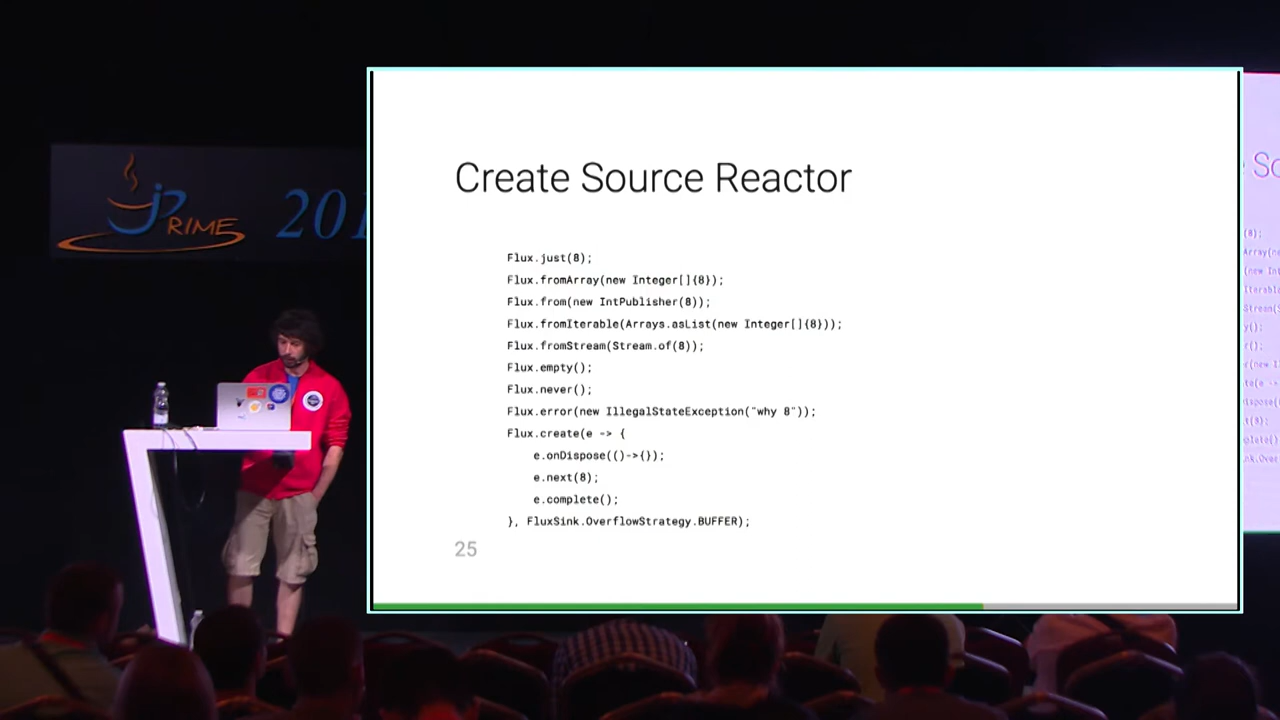 JPRIME 201
Create Source Reactor
Flux.just(8);
Flux.fromArray(new Integer[]{8});
Flux.from(new IntPublisher(8));
Flux.fromIterable(Arrays.asList(new Integer[]{8}));
Flux.fromStream(Stream.of(8));
Flux.empty();
Flux.never();
Flux.error(new IllegalStateException("why 8"));
Flux.create(e -> {
e.onDispose(()->{});
e.next(8);
e.complete();
}, FluxSink.OverflowStrategy.BUFFER);
25